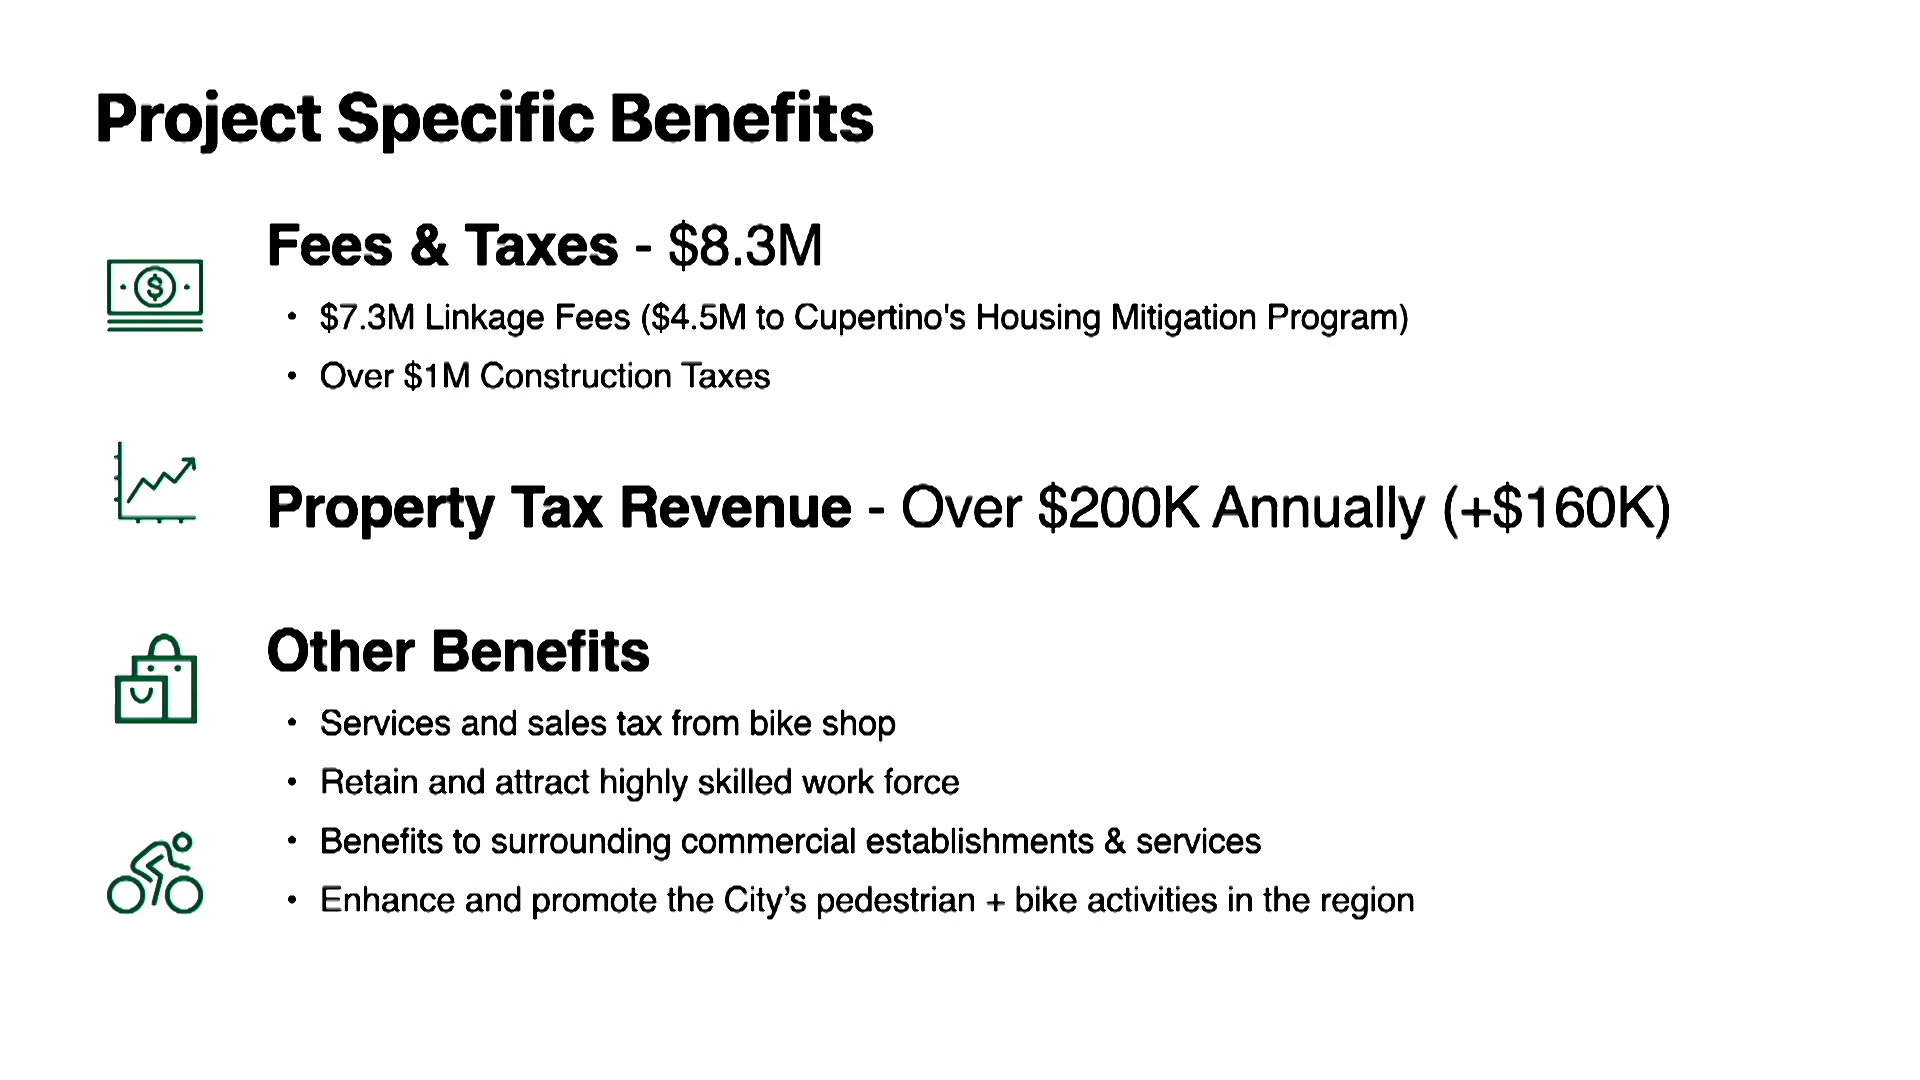 Project Specific Benefits
Fees & Taxes - $8.3M
• $7.3M Linkage Fees ($4.5M to Cupertino's Housing Mitigation Program)
• Over $1M Construction Taxes
Property Tax Revenue - Over $200K Annually (+$160K)
Other Benefits
• Services and sales tax from bike shop
• Retain and attract highly skilled work force
• Benefits to surrounding commercial establishments & services
• Enhance and promote the City’s pedestrian + bike activities in the region